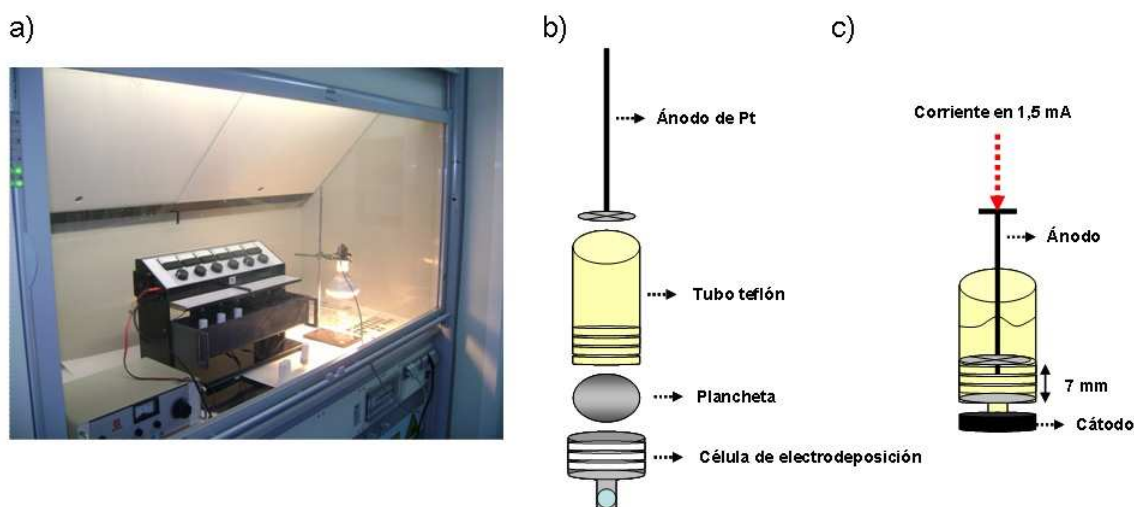 a)
b)
c)
Ánodo de Pt
Tubo teflón
Plancheta
Célula de electrodeposición
Corriente en 1,5 mA
Ánodo
7 mm
Cátodo